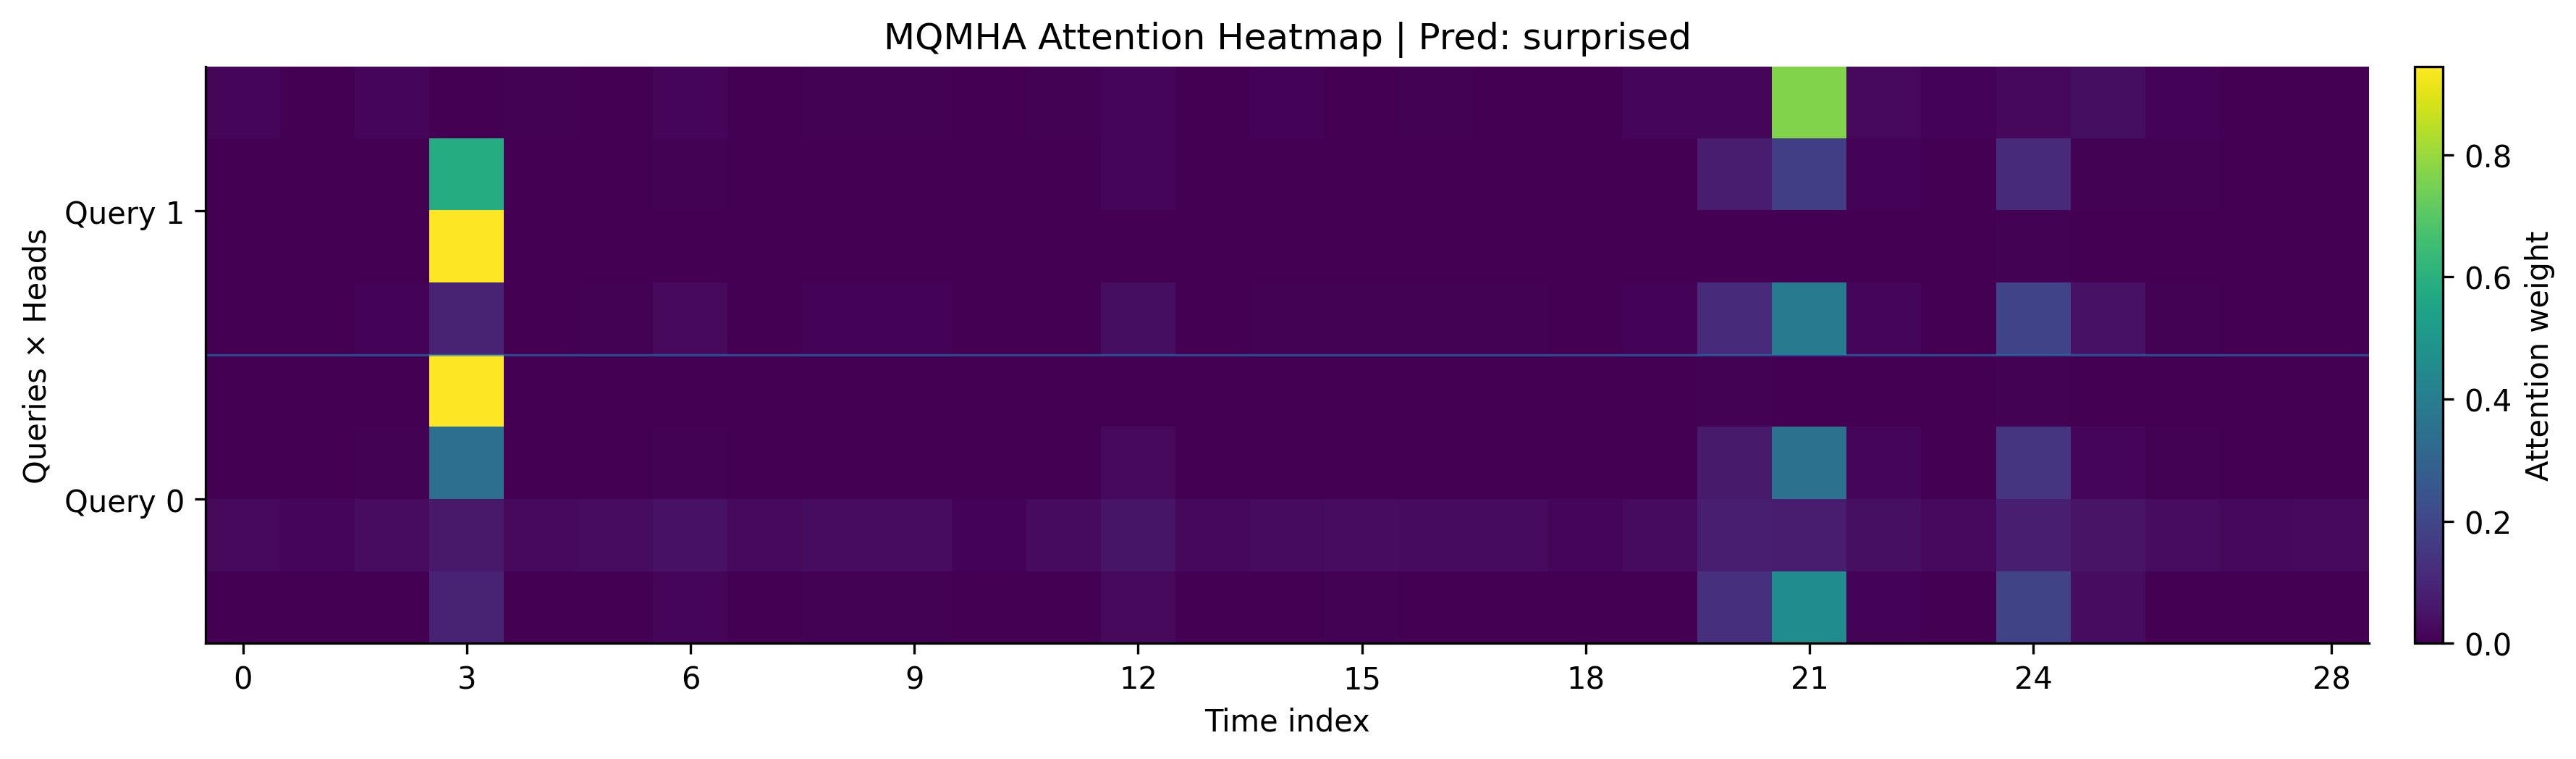 MQMHA Attention Heatmap | Pred: surprised
Queries × Heads
Query 1
Query 0
0 3 6 9 12 15 18 21 24 28
Time index
0.8
0.6
0.4
0.2
0.0
Attention weight